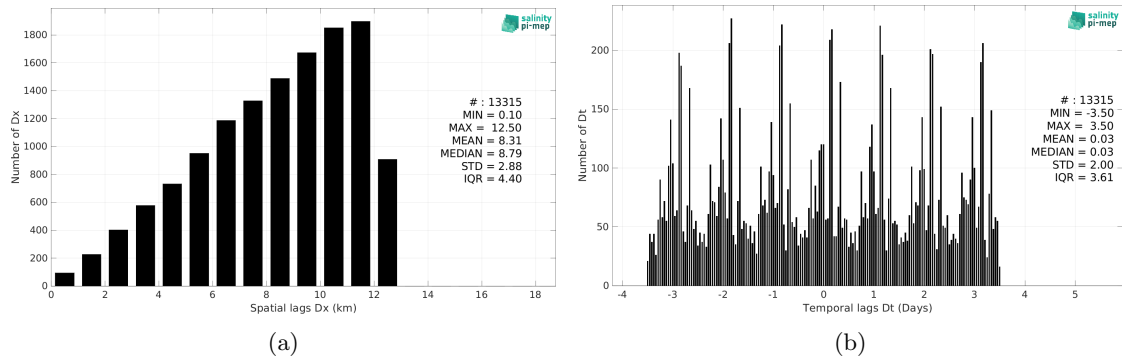 salinity
pi-mep
1800
1600
1400
1200
1000
800
600
400
200
0
Number of Dx
# : 13315
MIN = 0.10
MAX = 12.50
MEAN = 8.31
MEDIAN = 8.79
STD = 2.88
IQR = 4.40
0 2 4 6 8 10 12 14 16 18
Spatial lags Dx (km)
(a)
salinity
pi-mep
200
150
100
50
0
Number of Dt
# : 13315
MIN = -3.50
MAX = 3.50
MEAN = 0.03
MEDIAN = 0.03
STD = 2.00
IQR = 3.61
-4 -3 -2 -1 0 1 2 3 4 5
Temporal lags Dt (Days)
(b)